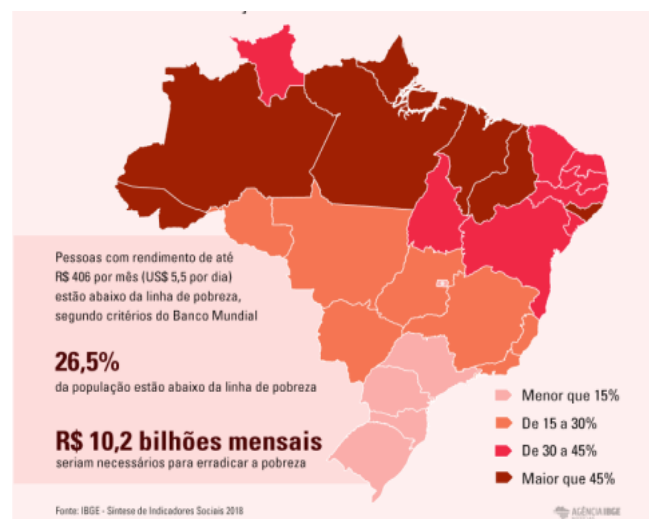 Pessoas com rendimento de até
R$ 406 por mês (US$ 5,5 por dia)
estão abaixo da linha de pobreza,
segundo critérios do Banco Mundial
26,5%
da população estão abaixo da linha de pobreza
R$ 10,2 bilhões mensais
seriam necessários para erradicar a pobreza
Menor que 15%
De 15 a 30%
De 30 a 45%
Maior que 45%
Fonte: IBGE - Síntese de Indicadores Sociais 2018
AGÊNCIA IBGE